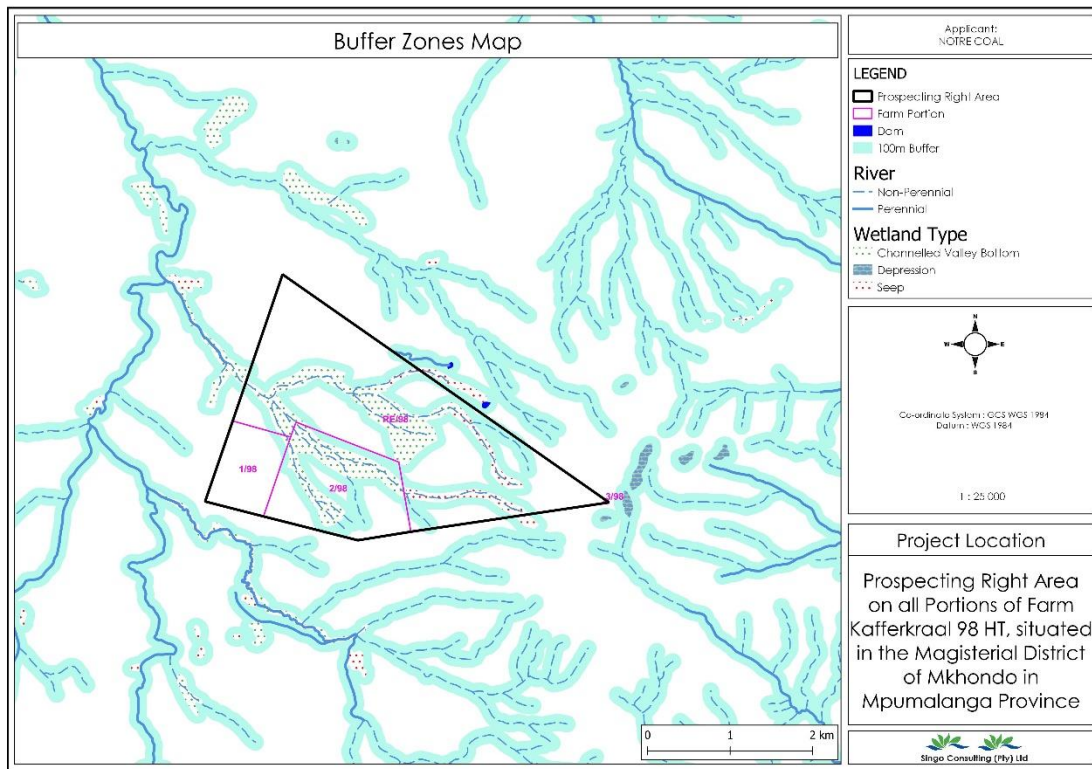 Buffer Zones Map
RE/98
1/98
2/98
3/98
0 1 2 km
Applicant:
NOTRE COAL
LEGEND
Prospecting Right Area
Farm Portion
Dam
100m Buffer
River
Non-Perennial
Perennial
Wetland Type
Channelled Valley Bottom
Depression
Seep
N
W E
S
Co-ordinate System : GCS WGS 1984
Datum : WGS 1984
1 : 25 000
Project Location
Prospecting Right Area
on all Portions of Farm
Kafferkraal 98 HT, situated
in the Magisterial District
of Mkhondo in
Mpumalanga Province
Singo Consulting (Pty) Ltd